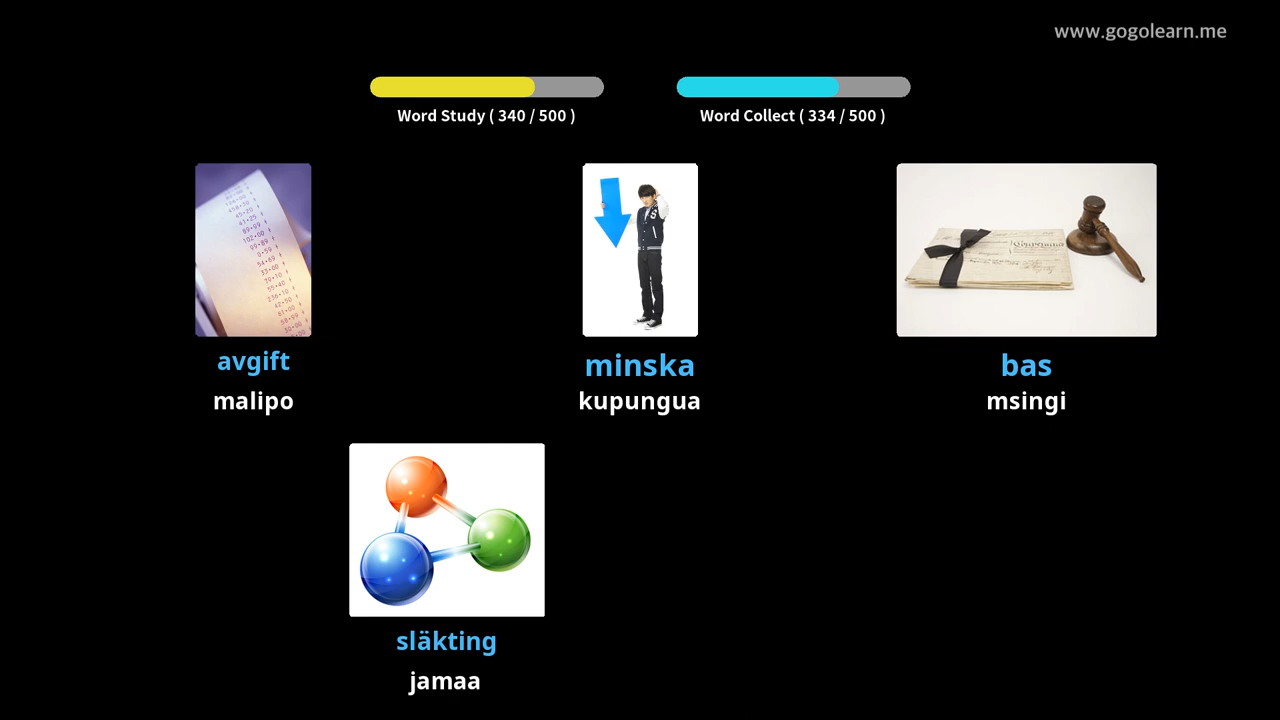 www.gogolearn.me
Word Study ( 340 / 500 )
Word Collect ( 334 / 500 )
avgift
malipo
minska
kupungua
bas
msingi
släkting
jamaa